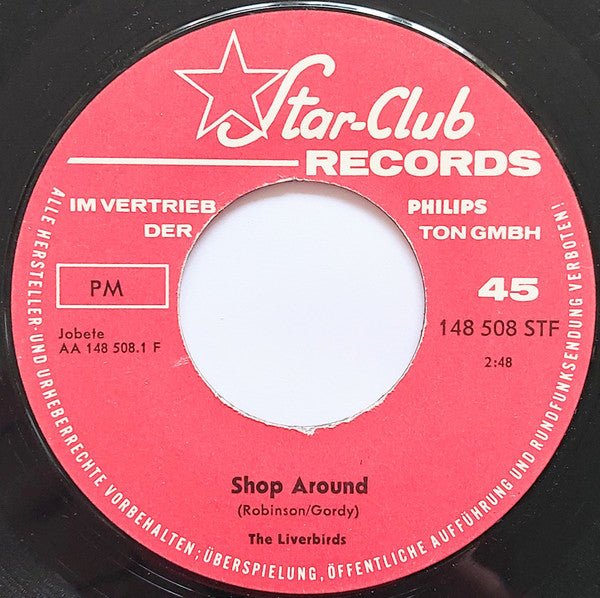 Star-Club
RECORDS
IM VERTRIEB DER PHILIPS TON GMBH
PM
45
Jobete
AA 148 508.1 F
148 508 STF
2:48
Shop Around
(Robinson/Gordy)
The Liverbirds
ALLE HERSTELLER- UND URHEBERRECHTE VORBEHALTEN; ÜBERSPIELUNG, ÖFFENTLICHE AUFFÜHRUNG UND RUNDFUNKSENDUNG VERBOTEN!